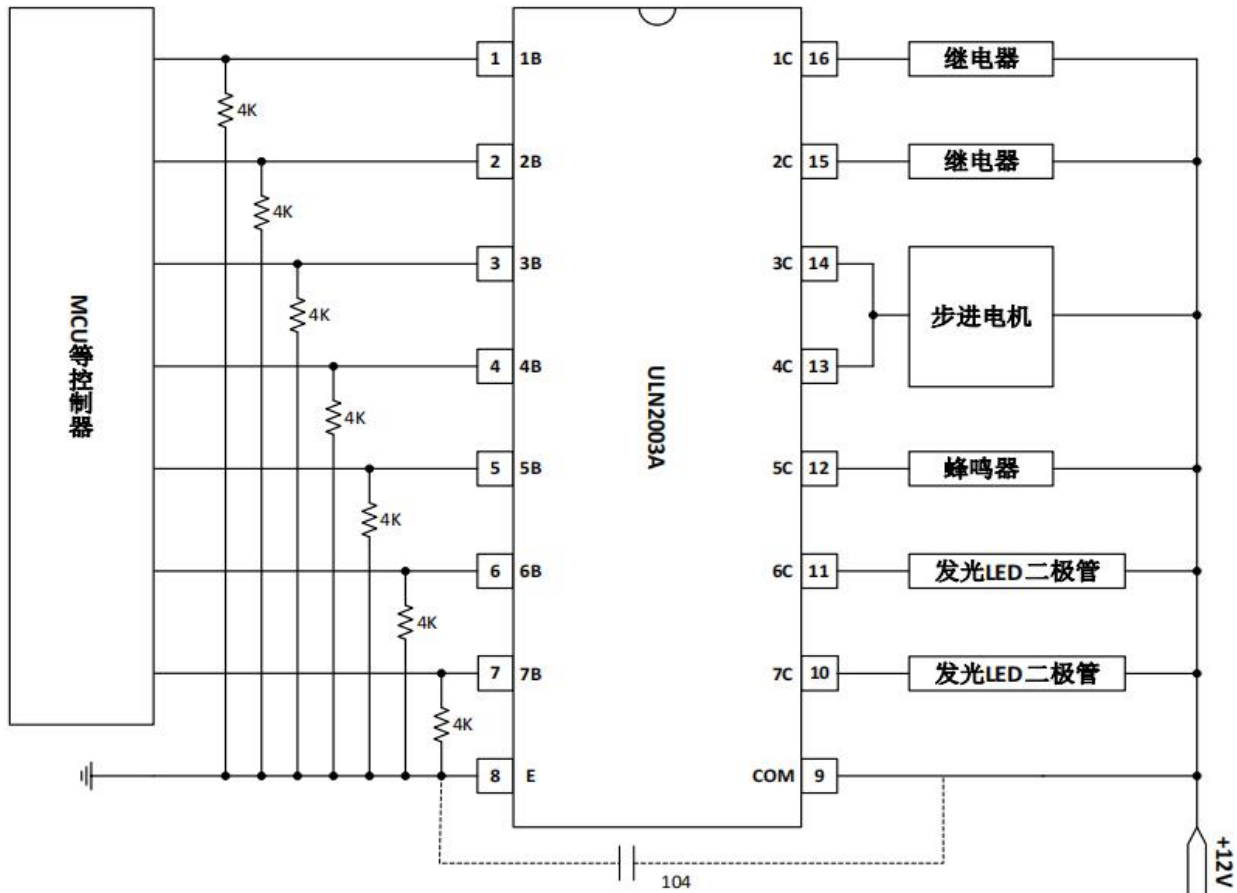 1 1B 1C 16 继电器
4K
2 2B 2C 15 继电器
4K
3 3B 3C 14
4K
步进电机
4 4B 4C 13
4K
MCU等控制器
ULN2003A
5 5B 5C 12 蜂鸣器
4K
6 6B 6C 11 发光LED二极管
4K
7 7B 7C 10 发光LED二极管
4K
8 E COM 9
104
+12V